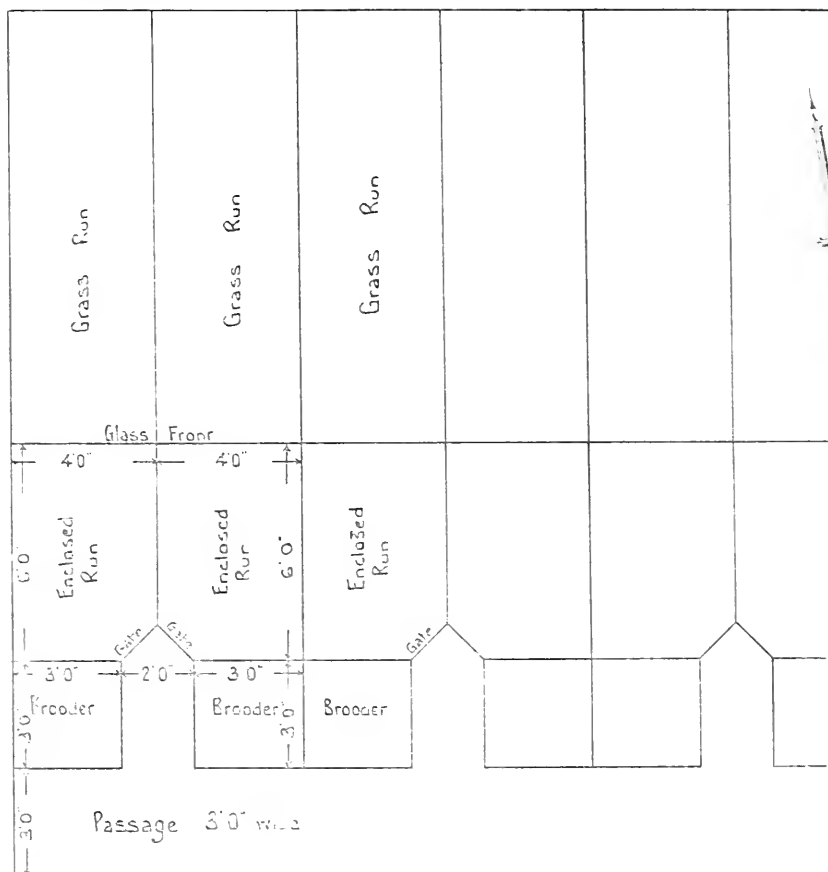 Grass Run
Grass Run
Grass Run
Glass Front
4'0"
4'0"
Enclosed
Run
Enclosed
Run
Enclosed
Run
6'0"
6'0"
Gate
Gate
Gate
3'0"
2'0"
3'0"
Brooder
Brooder
Brooder
3'0"
3'0"
3'0"
Passage 3'0"